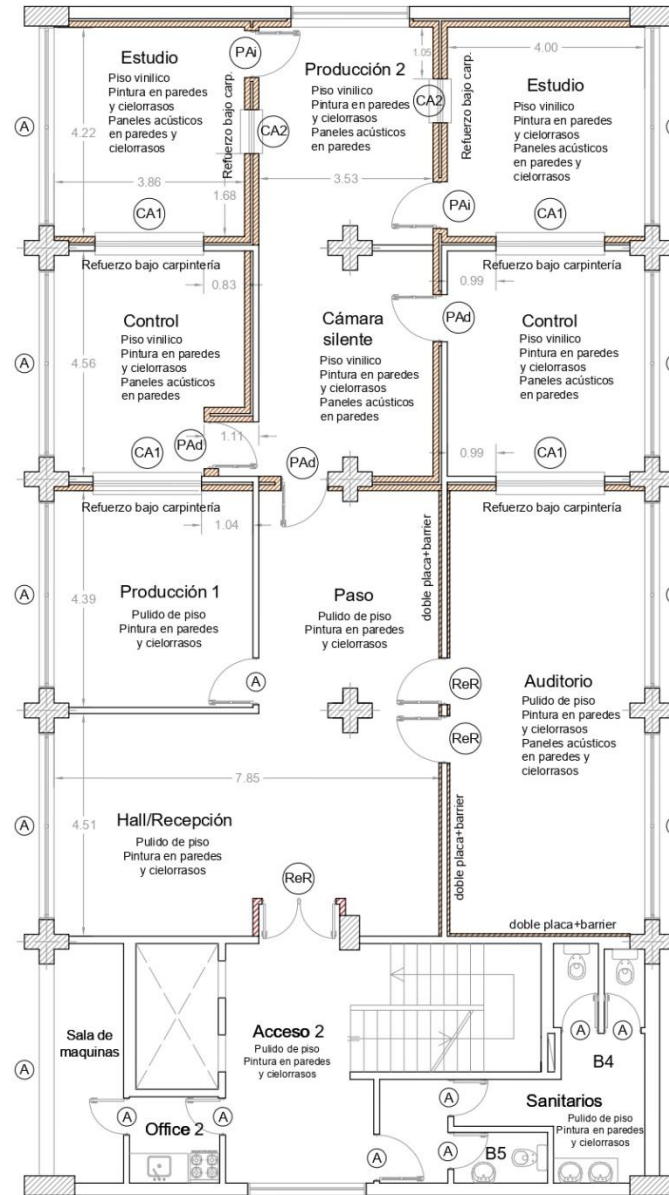 Estudio
Piso vinilico
Pintura en paredes
y cielorrasos
Paneles acústicos
en paredes y
cielorrasos
4.22
3.86
1.68
CA1
A
PAi
CA2
Refuerzo bajo carp.
Producción 2
Piso vinilico
Pintura en paredes
y cielorrasos
Paneles acústicos
en paredes
3.53
1.05
CA2
Refuerzo bajo carp.
PAi
4.00
Estudio
Piso vinilico
Pintura en paredes
y cielorrasos
Paneles acústicos
en paredes y
cielorrasos
CA1
A
Refuerzo bajo carpintería
0.83
Control
Piso vinilico
Pintura en paredes
y cielorrasos
Paneles acústicos
en paredes
4.56
A
CA1
PAd
1.11
Cámara
silente
Piso vinilico
Pintura en paredes
y cielorrasos
Paneles acústicos
en paredes
PAd
PAd
Refuerzo bajo carpintería
0.99
Control
Piso vinilico
Pintura en paredes
y cielorrasos
Paneles acústicos
en paredes
A
0.99
CA1
Refuerzo bajo carpintería
1.04
4.39
A
Producción 1
Pulido de piso
Pintura en paredes
y cielorrasos
A
Paso
Pulido de piso
Pintura en paredes
y cielorrasos
doble placa+barrier
ReR
ReR
Refuerzo bajo carpintería
A
Auditorio
Pulido de piso
Pintura en paredes
y cielorrasos
Paneles acústicos
en paredes y
cielorrasos
A
doble placa+barrier
doble placa+barrier
7.85
4.51
A
Hall/Recepción
Pulido de piso
Pintura en paredes
y cielorrasos
ReR
A
Sala de
maquinas
A
Office 2
A
Acceso 2
Pulido de piso
Pintura en paredes
y cielorrasos
A
A
A
A
A
B4
Sanitarios
Pulido de piso
Pintura en paredes
y cielorrasos
B5